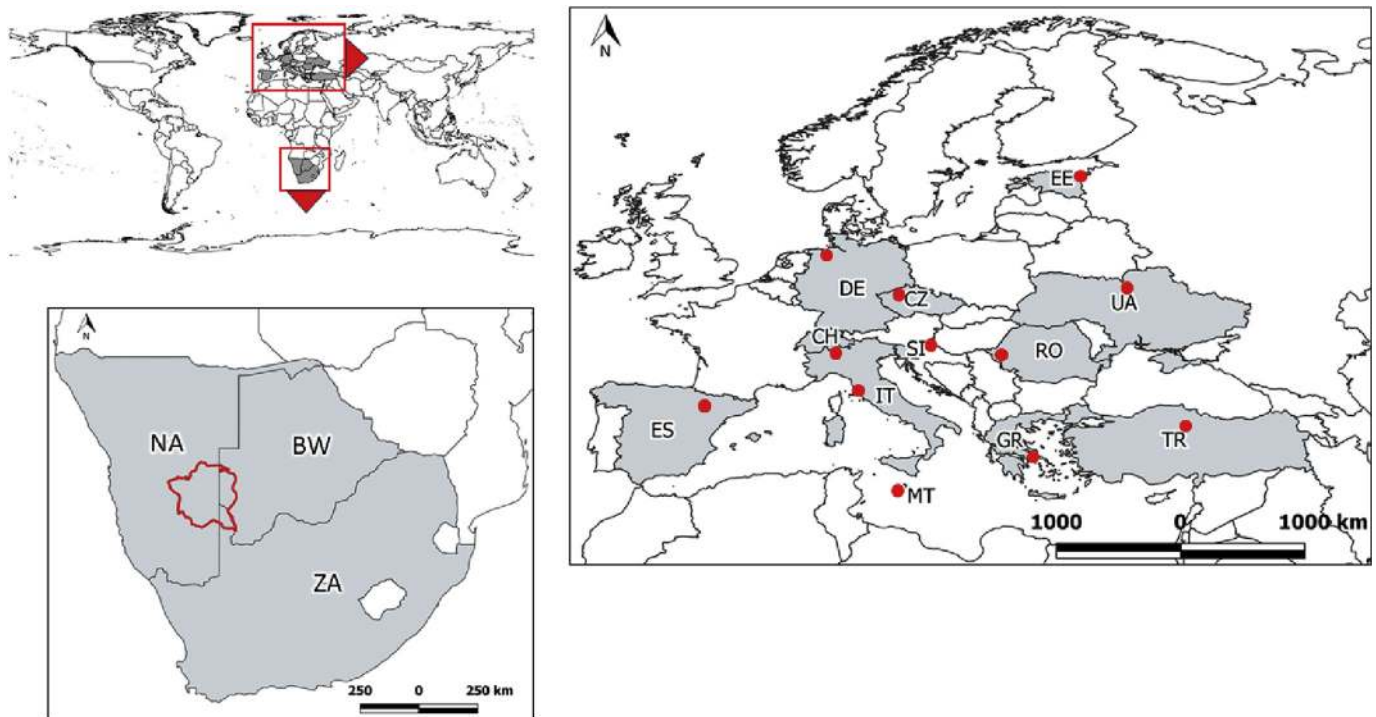 N
EE
DE
CZ
UA
CH
SI
RO
IT
ES
GR
TR
MT
1000 0 1000 km
N
NA
BW
ZA
250 0 250 km